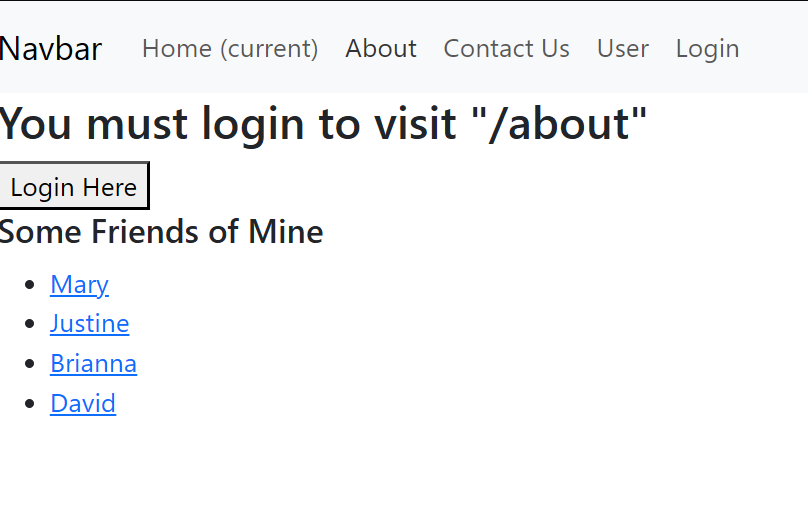 Navbar Home (current) About Contact Us User Login
You must login to visit "/about"
Login Here
Some Friends of Mine
Mary
Justine
Brianna
David